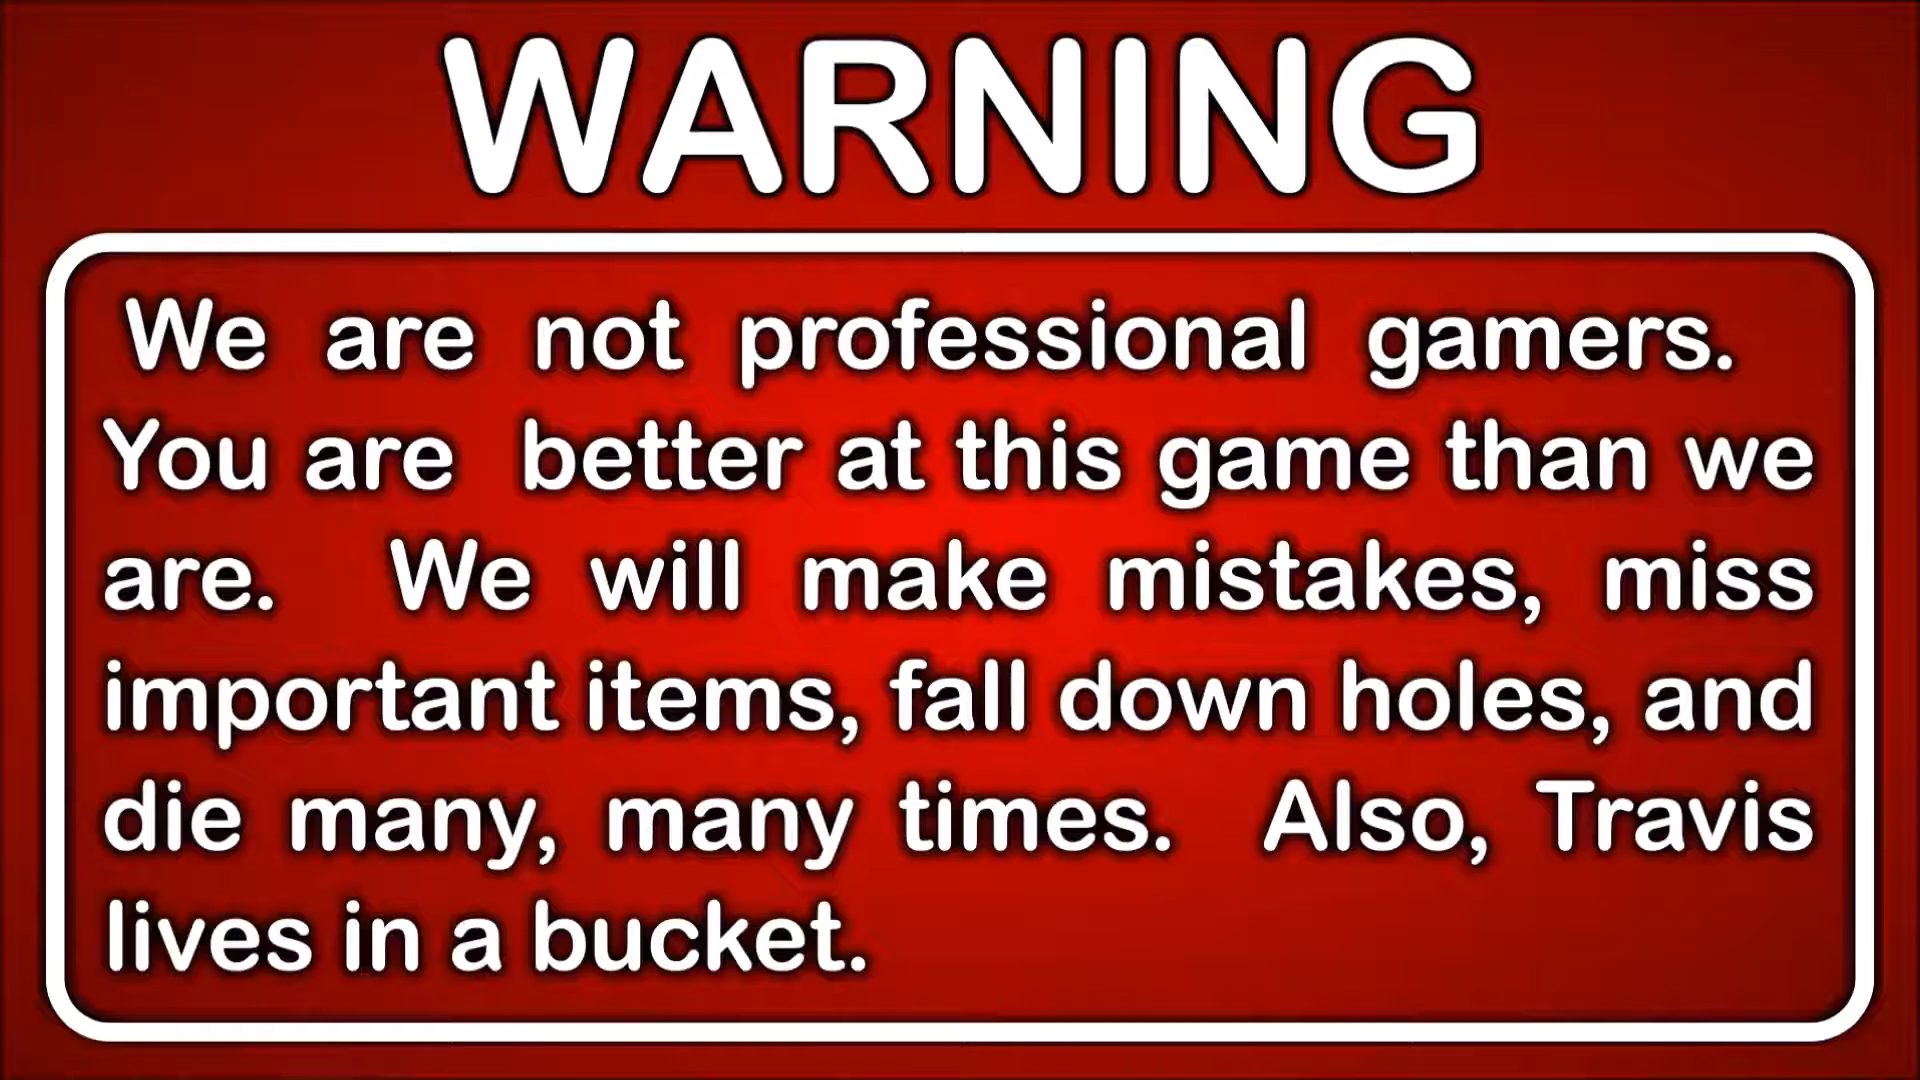 WARNING
We are not professional gamers.
You are better at this game than we
are. We will make mistakes, miss
important items, fall down holes, and
die many, many times. Also, Travis
lives in a bucket.